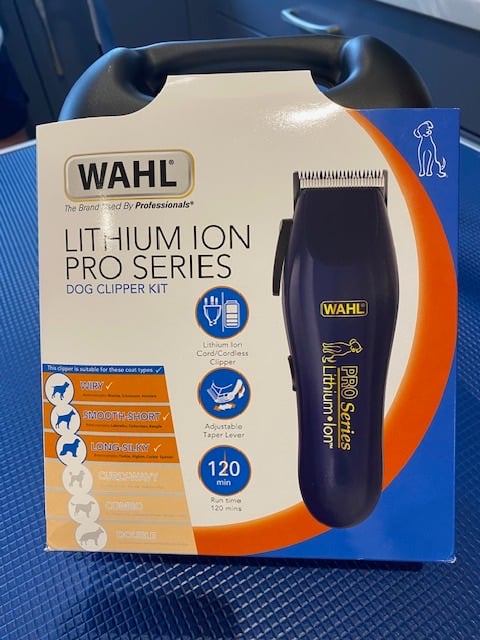 WAHL®
The Brand Used By Professionals®
LITHIUM ION
PRO SERIES
DOG CLIPPER KIT
Lithium Ion
Cord/Cordless
Clipper
Adjustable
Taper Lever
120
min
Run time
120 mins
This clipper is suitable for these coat types ✓
WIRY ✓
SMOOTH-SHORT ✓
LONG-SILKY ✓
CURLY-WAVY
COMBO
DOUBLE
WAHL
PRO Series
Lithium•Ion™